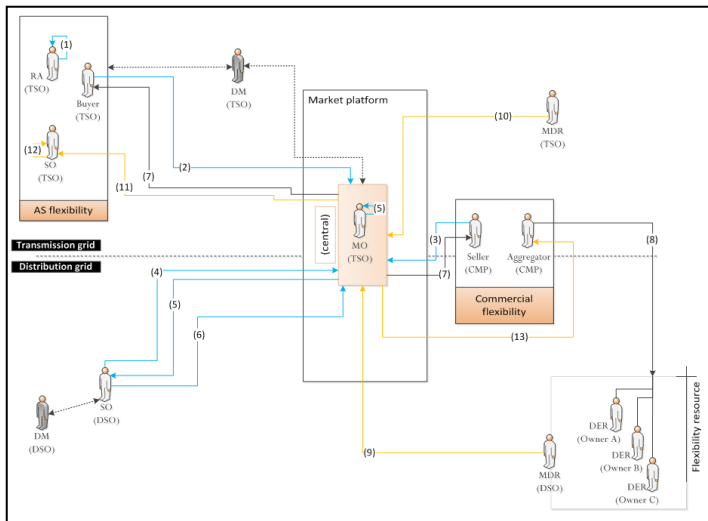 (1)
RA
(TSO)
Buyer
(TSO)
(12)
SO
(TSO)
AS flexibility
(7)
(2)
(11)
DM
(TSO)
Market platform
(central)
(5)
MO
(TSO)
(10)
MDR
(TSO)
(3)
(7)
Seller
(CMP)
Aggregator
(CMP)
(8)
Commercial
flexibility
(13)
Transmission grid
Distribution grid
(4)
(5)
(6)
SO
(DSO)
DM
(DSO)
(9)
MDR
(DSO)
DER
(Owner A)
DER
(Owner B)
DER
(Owner C)
Flexibility resource